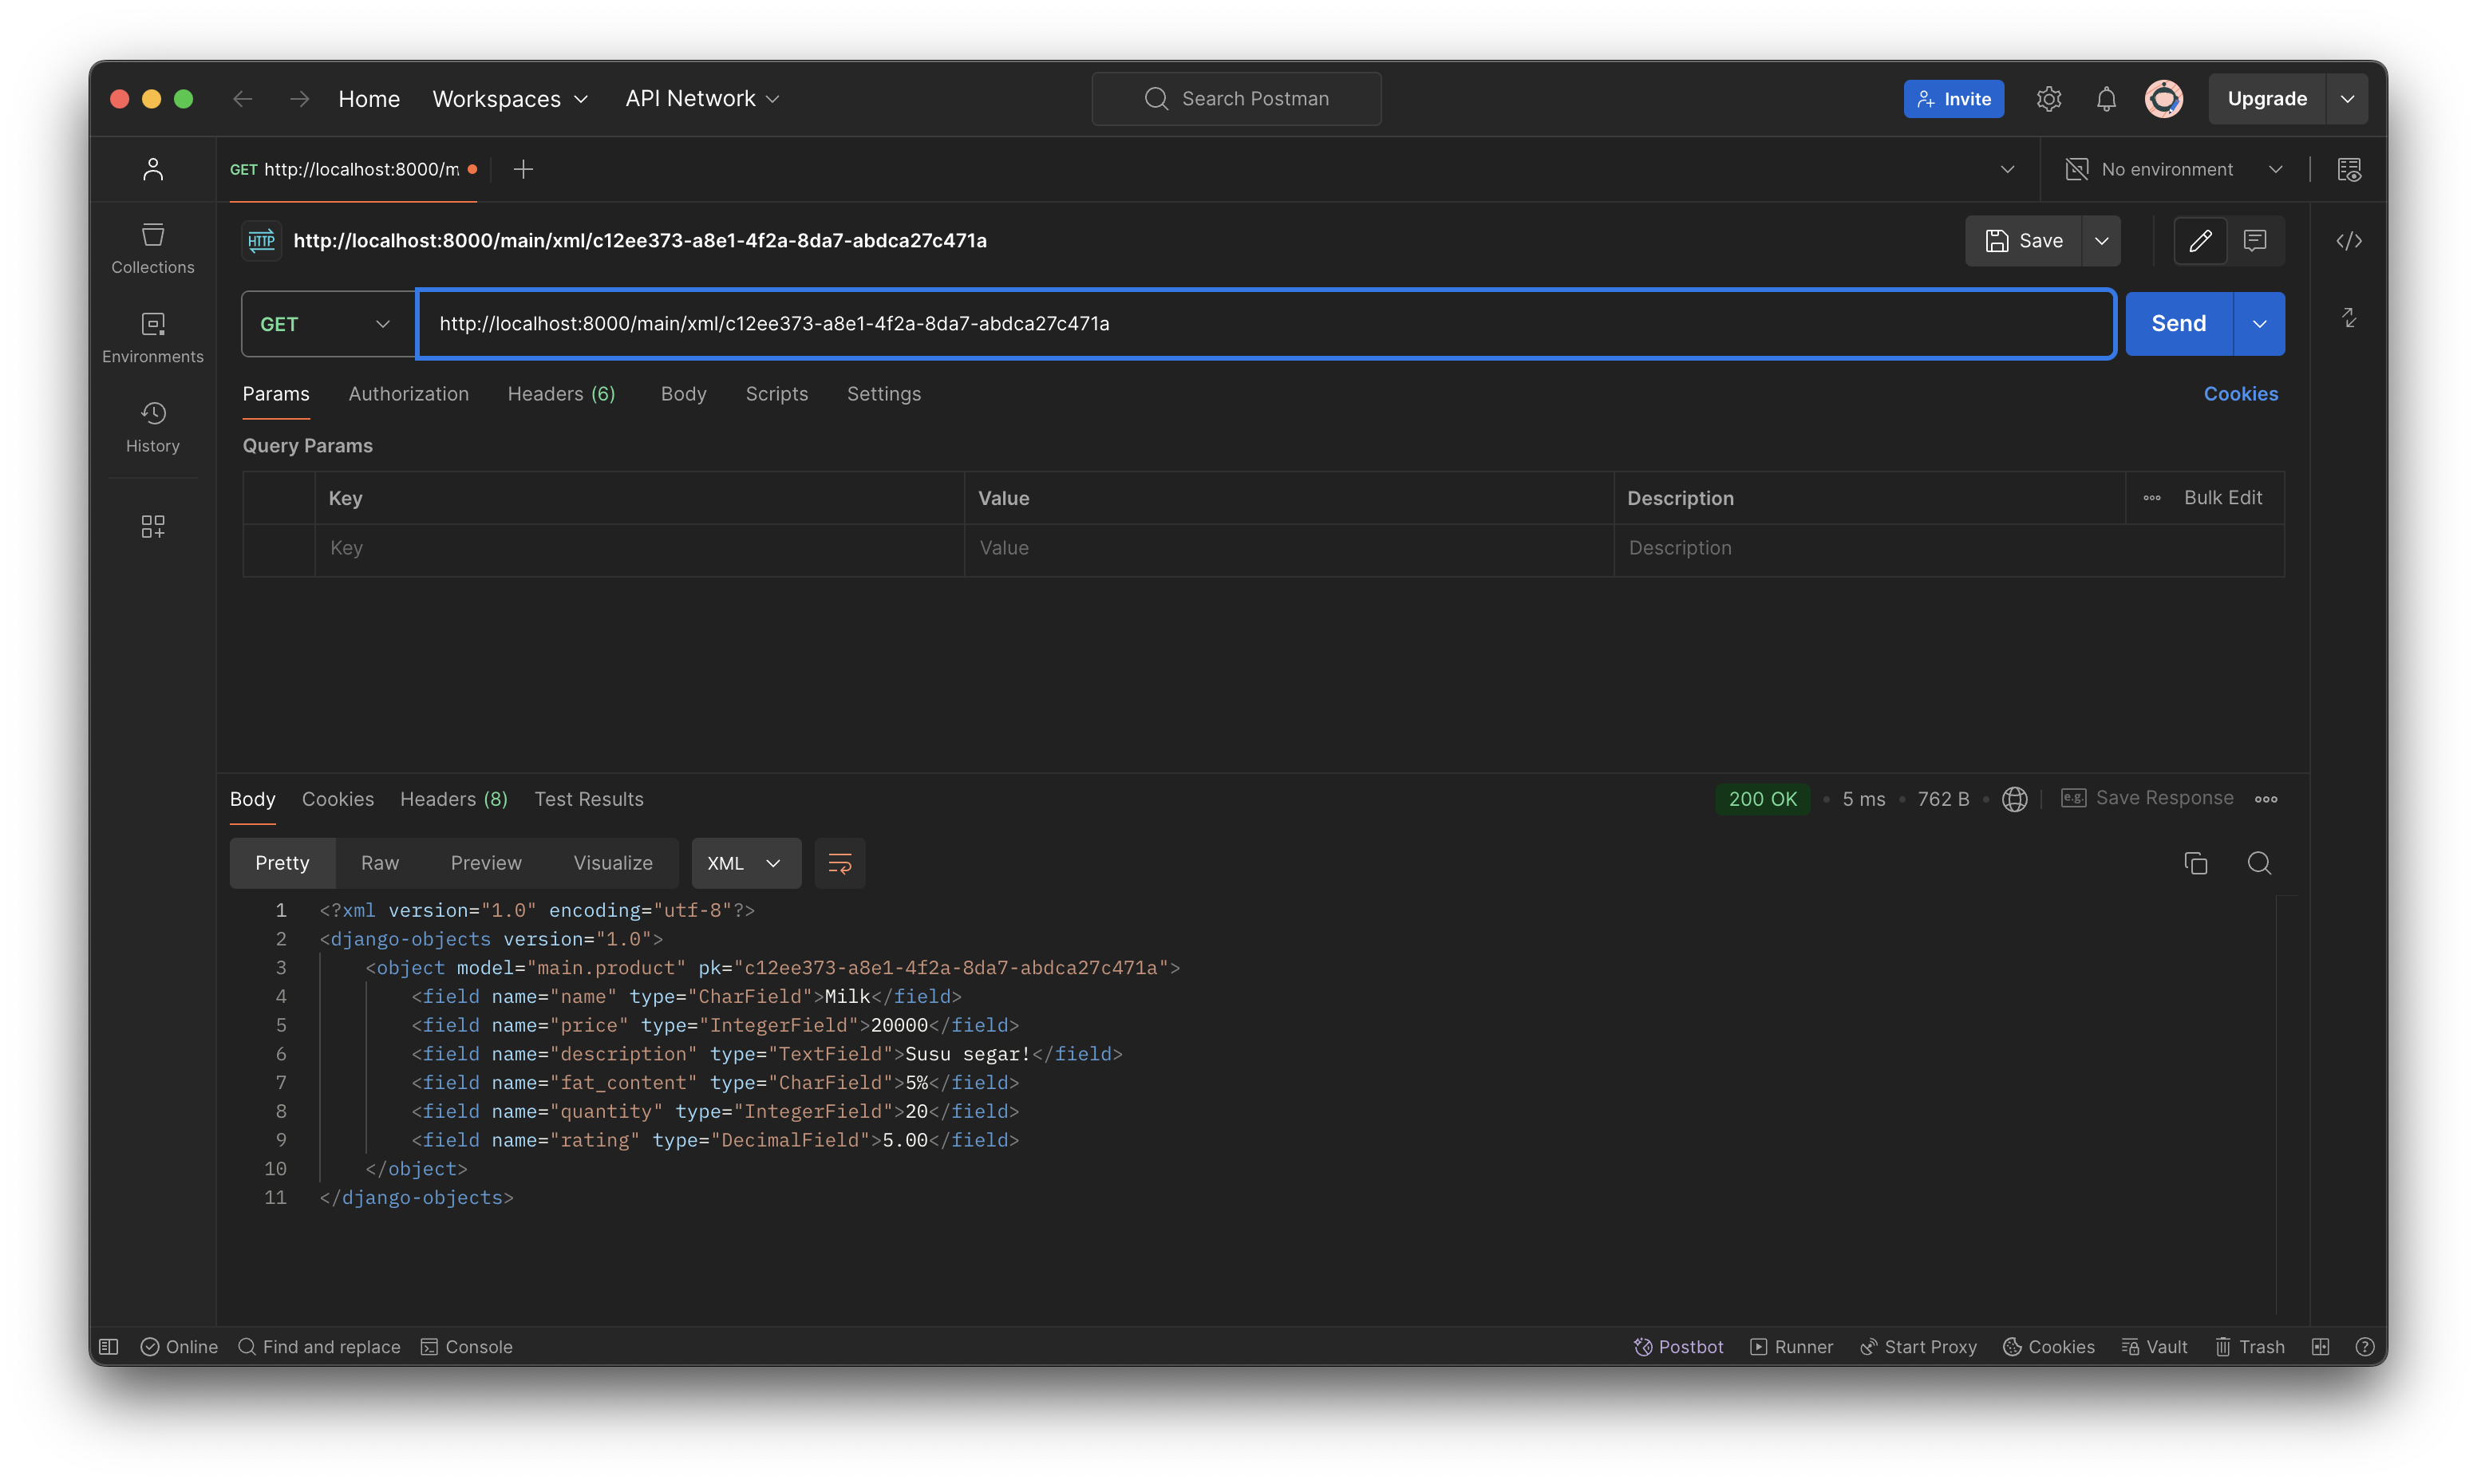 Home Workspaces API Network Search Postman Invite Upgrade
GET http://localhost:8000/m No environment
HTTP http://localhost:8000/main/xml/c12ee373-a8e1-4f2a-8da7-abdca27c471a Save </>
Collections
GET http://localhost:8000/main/xml/c12ee373-a8e1-4f2a-8da7-abdca27c471a Send
Environments
Params Authorization Headers (6) Body Scripts Settings Cookies
History
Query Params
Key Value Description Bulk Edit
Key Value Description
Body Cookies Headers (8) Test Results 200 OK 5 ms 762 B e.g. Save Response
Pretty Raw Preview Visualize XML
1 <?xml version="1.0" encoding="utf-8"?>
2 <django-objects version="1.0">
3 <object model="main.product" pk="c12ee373-a8e1-4f2a-8da7-abdca27c471a">
4 <field name="name" type="CharField">Milk</field>
5 <field name="price" type="IntegerField">20000</field>
6 <field name="description" type="TextField">Susu segar!</field>
7 <field name="fat_content" type="CharField">5%</field>
8 <field name="quantity" type="IntegerField">20</field>
9 <field name="rating" type="DecimalField">5.00</field>
10 </object>
11 </django-objects>
Online Find and replace Console Postbot Runner Start Proxy Cookies Vault Trash